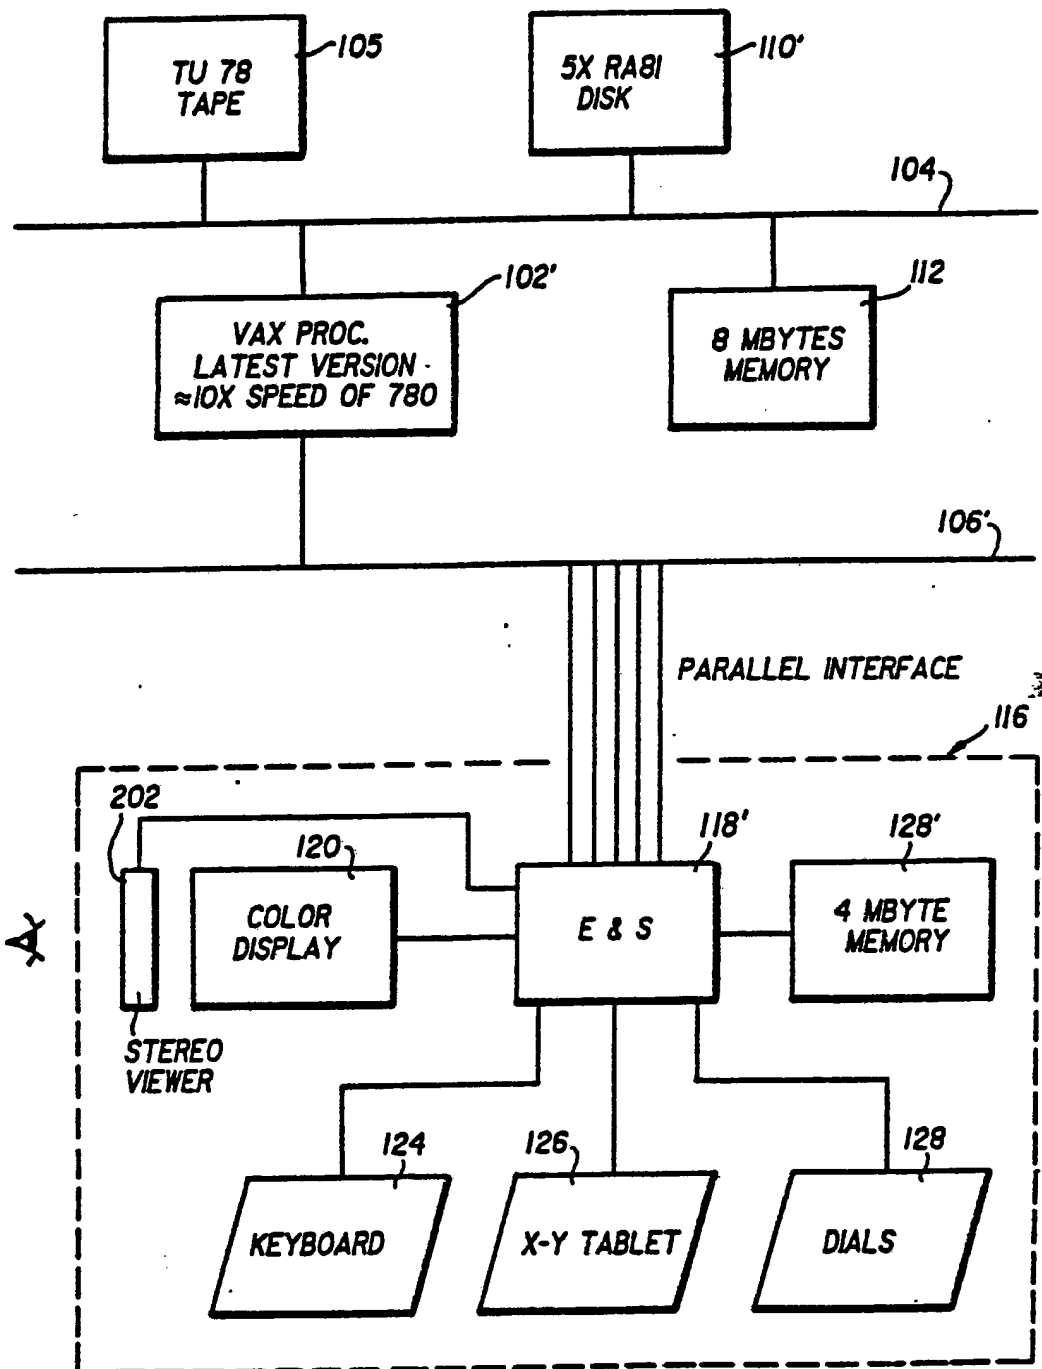 TU 78
TAPE
105
5X RA81
DISK
110'
104
VAX PROC.
LATEST VERSION
≈10X SPEED OF 780
102'
8 MBYTES
MEMORY
112
106'
PARALLEL INTERFACE
116
202
STEREO
VIEWER
120
COLOR
DISPLAY
118'
E & S
128'
4 MBYTE
MEMORY
124
KEYBOARD
126
X-Y TABLET
128
DIALS